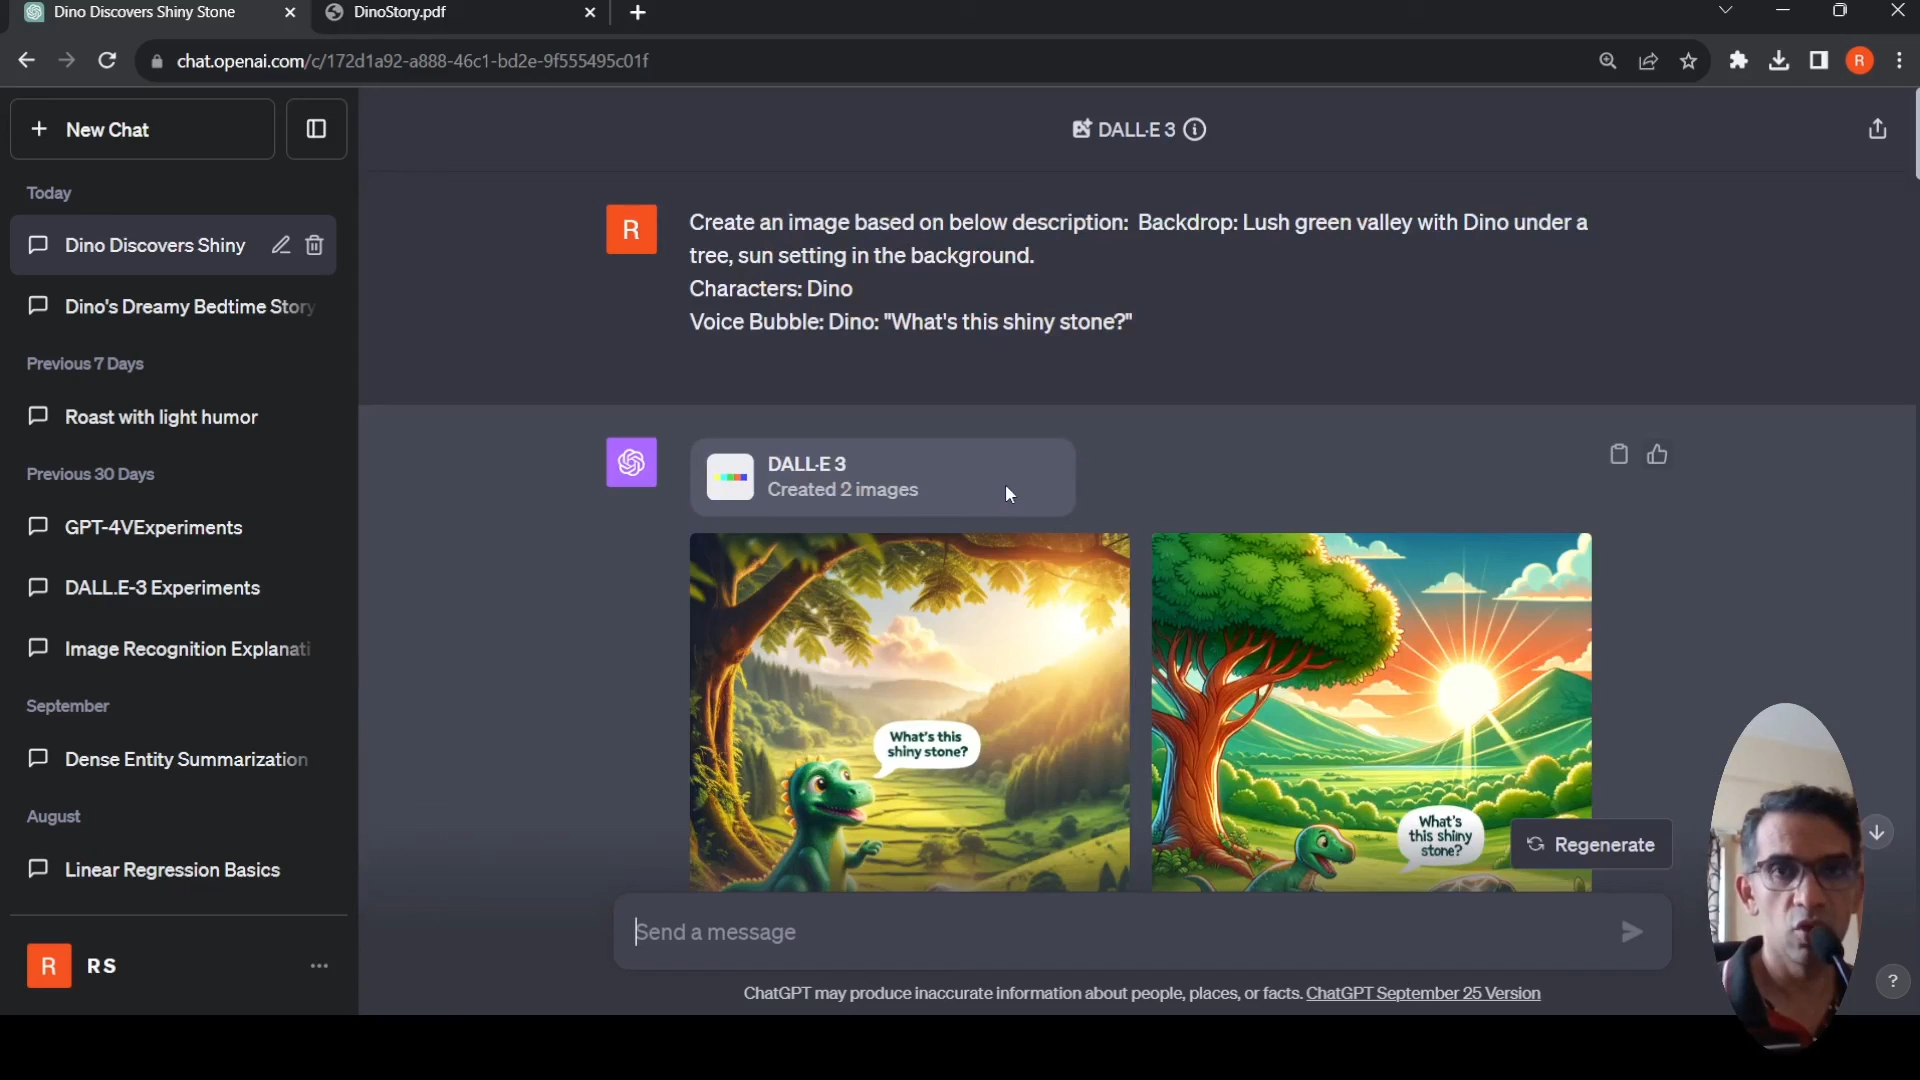 Dino Discovers Shiny Stone
DinoStory.pdf
chat.openai.com/c/172d1a92-a888-46c1-bd2e-9f555495c01f
R
New Chat
DALL·E 3
Today
Dino Discovers Shiny
Dino's Dreamy Bedtime Story
Previous 7 Days
Roast with light humor
Previous 30 Days
GPT-4VExperiments
DALL.E-3 Experiments
Image Recognition Explanati
September
Dense Entity Summarization
August
Linear Regression Basics
R
RS
R
Create an image based on below description:  Backdrop: Lush green valley with Dino under a
tree, sun setting in the background.
Characters: Dino
Voice Bubble: Dino: "What's this shiny stone?"
DALL·E 3
Created 2 images
What's this
shiny stone?
What's
this shiny
stone?
Regenerate
Send a message
ChatGPT may produce inaccurate information about people, places, or facts. ChatGPT September 25 Version
?